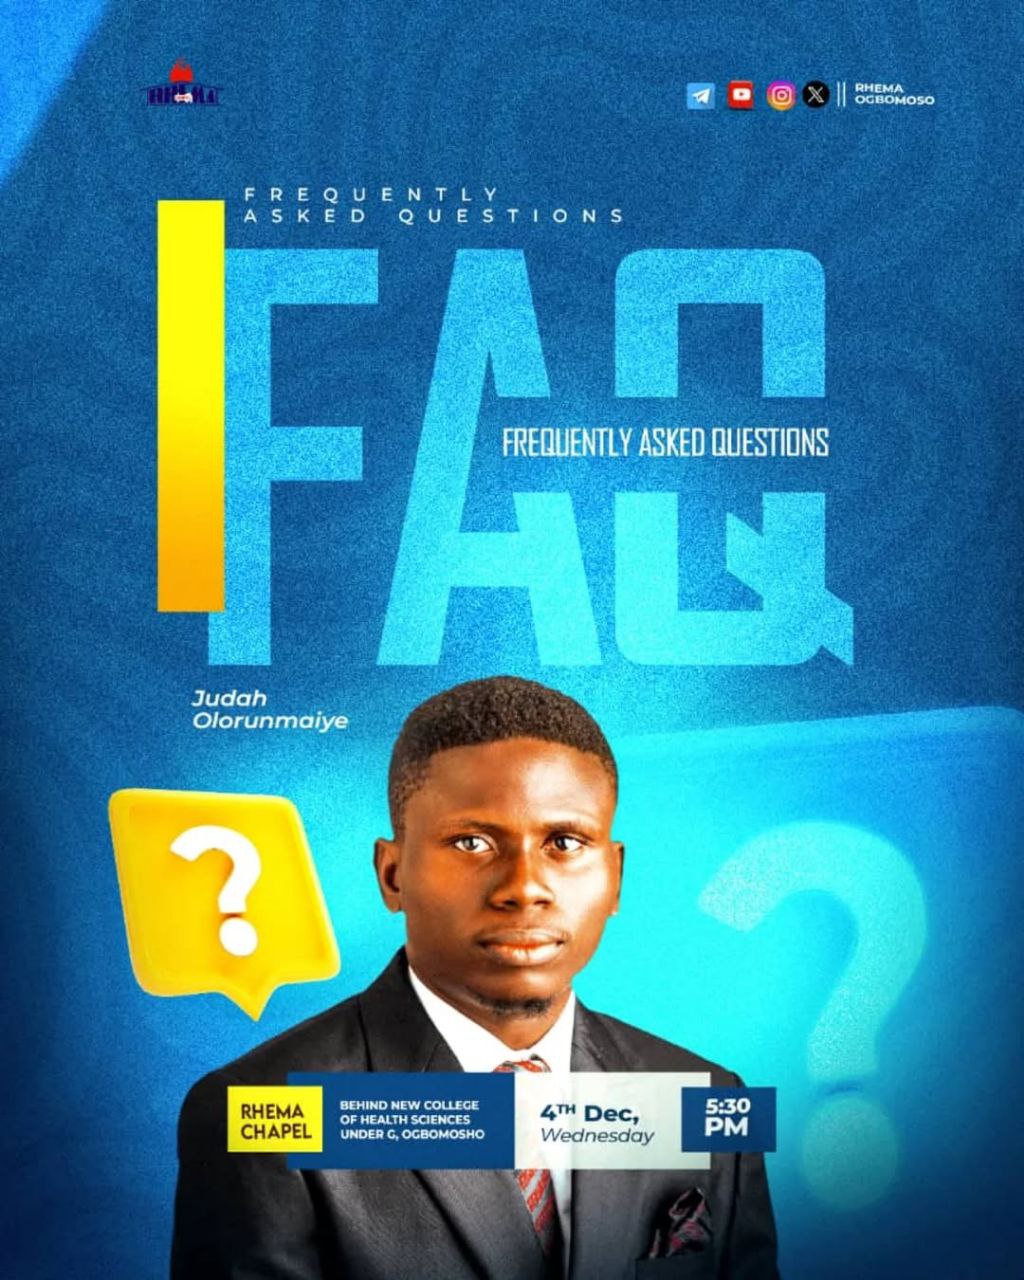 RHEMA
RHEMA
OGBOMOSO
FREQUENTLY
ASKED QUESTIONS
FAQ
FREQUENTLY ASKED QUESTIONS
Judah
Olorunmaiye
?
?
RHEMA
CHAPEL
BEHIND NEW COLLEGE
OF HEALTH SCIENCES
UNDER G, OGBOMOSHO
4TH Dec,
Wednesday
5:30
PM